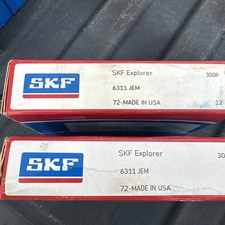 SKF
SKF Explorer
300P
6311 JEM
72-MADE IN USA
12
SKF
SKF Explorer
30
6311 JEM
72-MADE IN USA